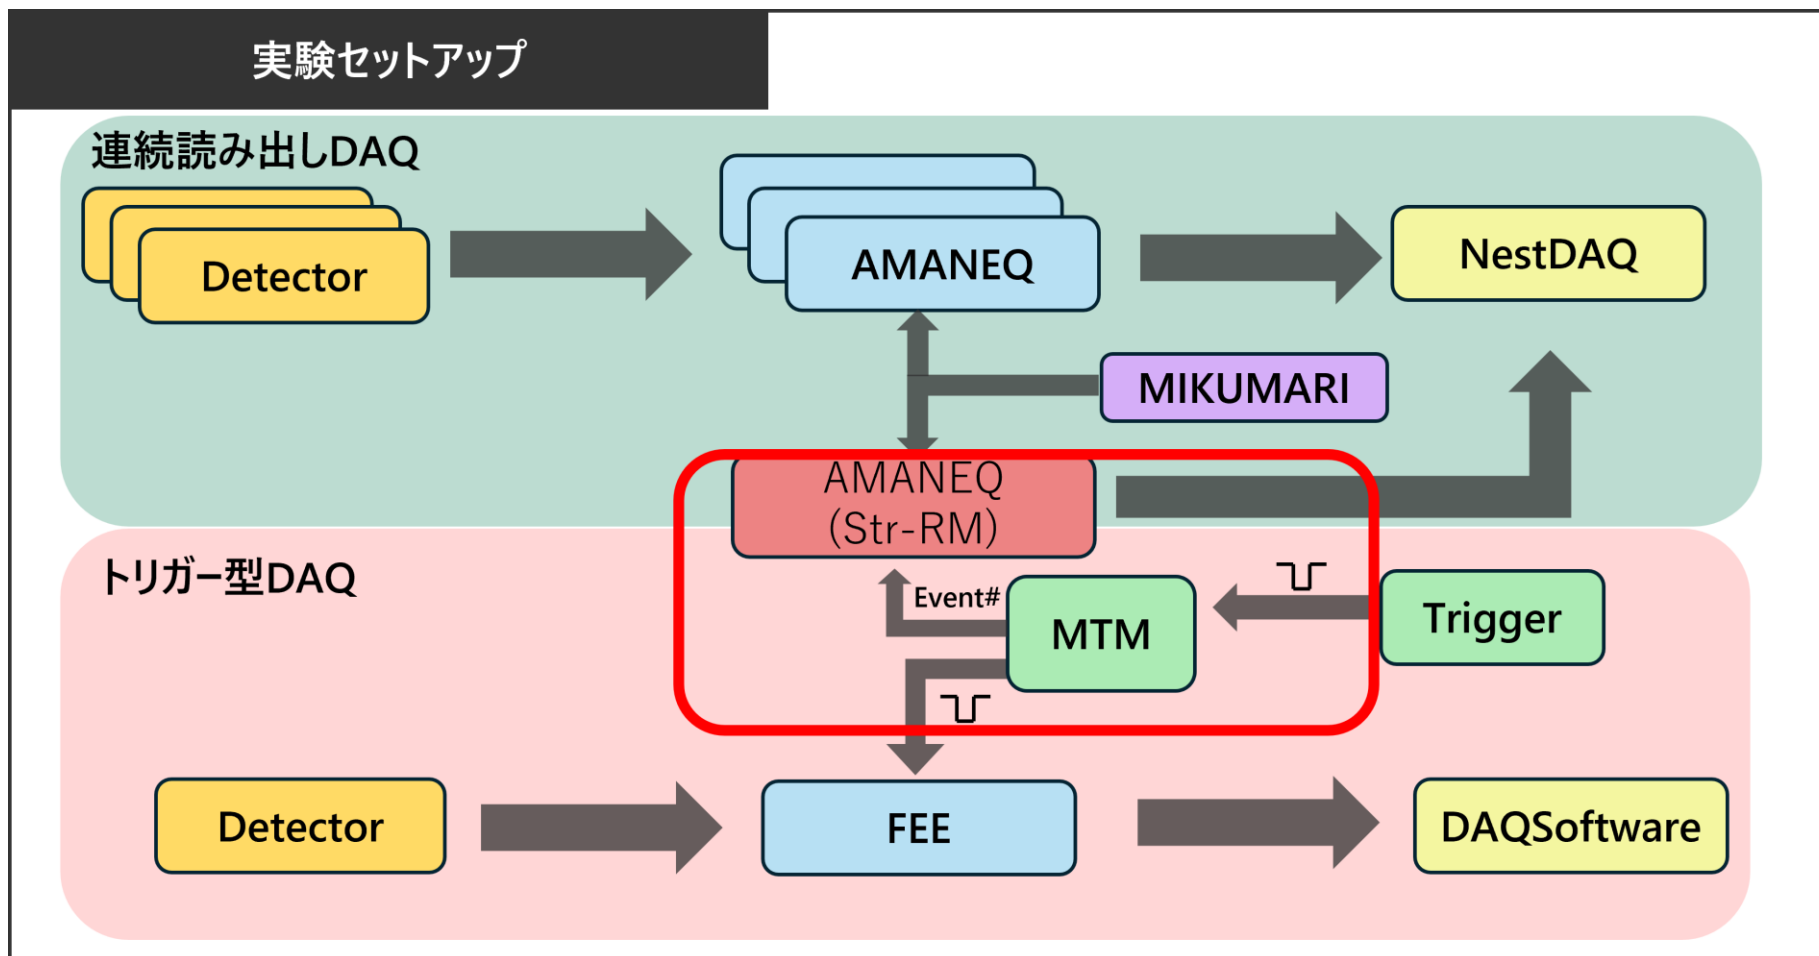 実験セットアップ
連続読み出しDAQ
Detector
AMANEQ
NestDAQ
MIKUMARI
AMANEQ
(Str-RM)
トリガー型DAQ
Event#
MTM
Trigger
Detector
FEE
DAQSoftware